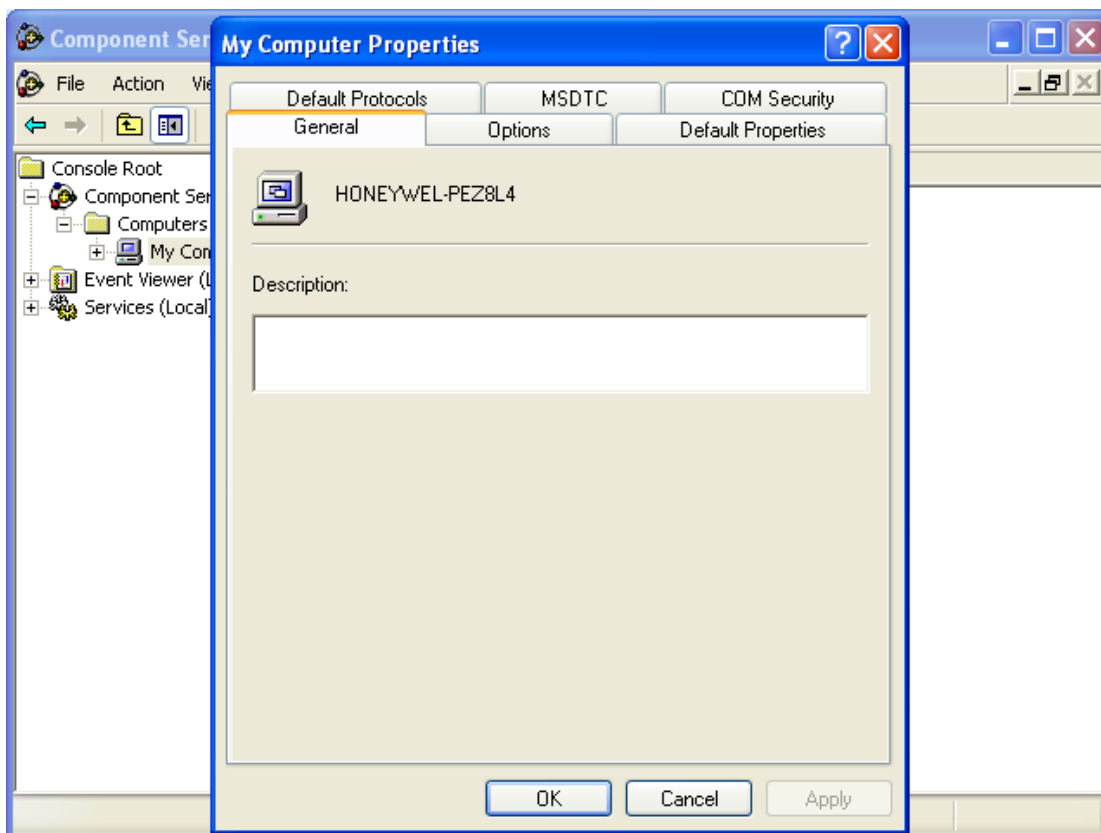 Component Ser
My Computer Properties
File Action Vie
Default Protocols MSDTC COM Security
General Options Default Properties
Console Root
Component Ser
Computers
My Com
Event Viewer (L
Services (Local)
HONEYWEL-PEZ8L4
Description:
OK Cancel Apply